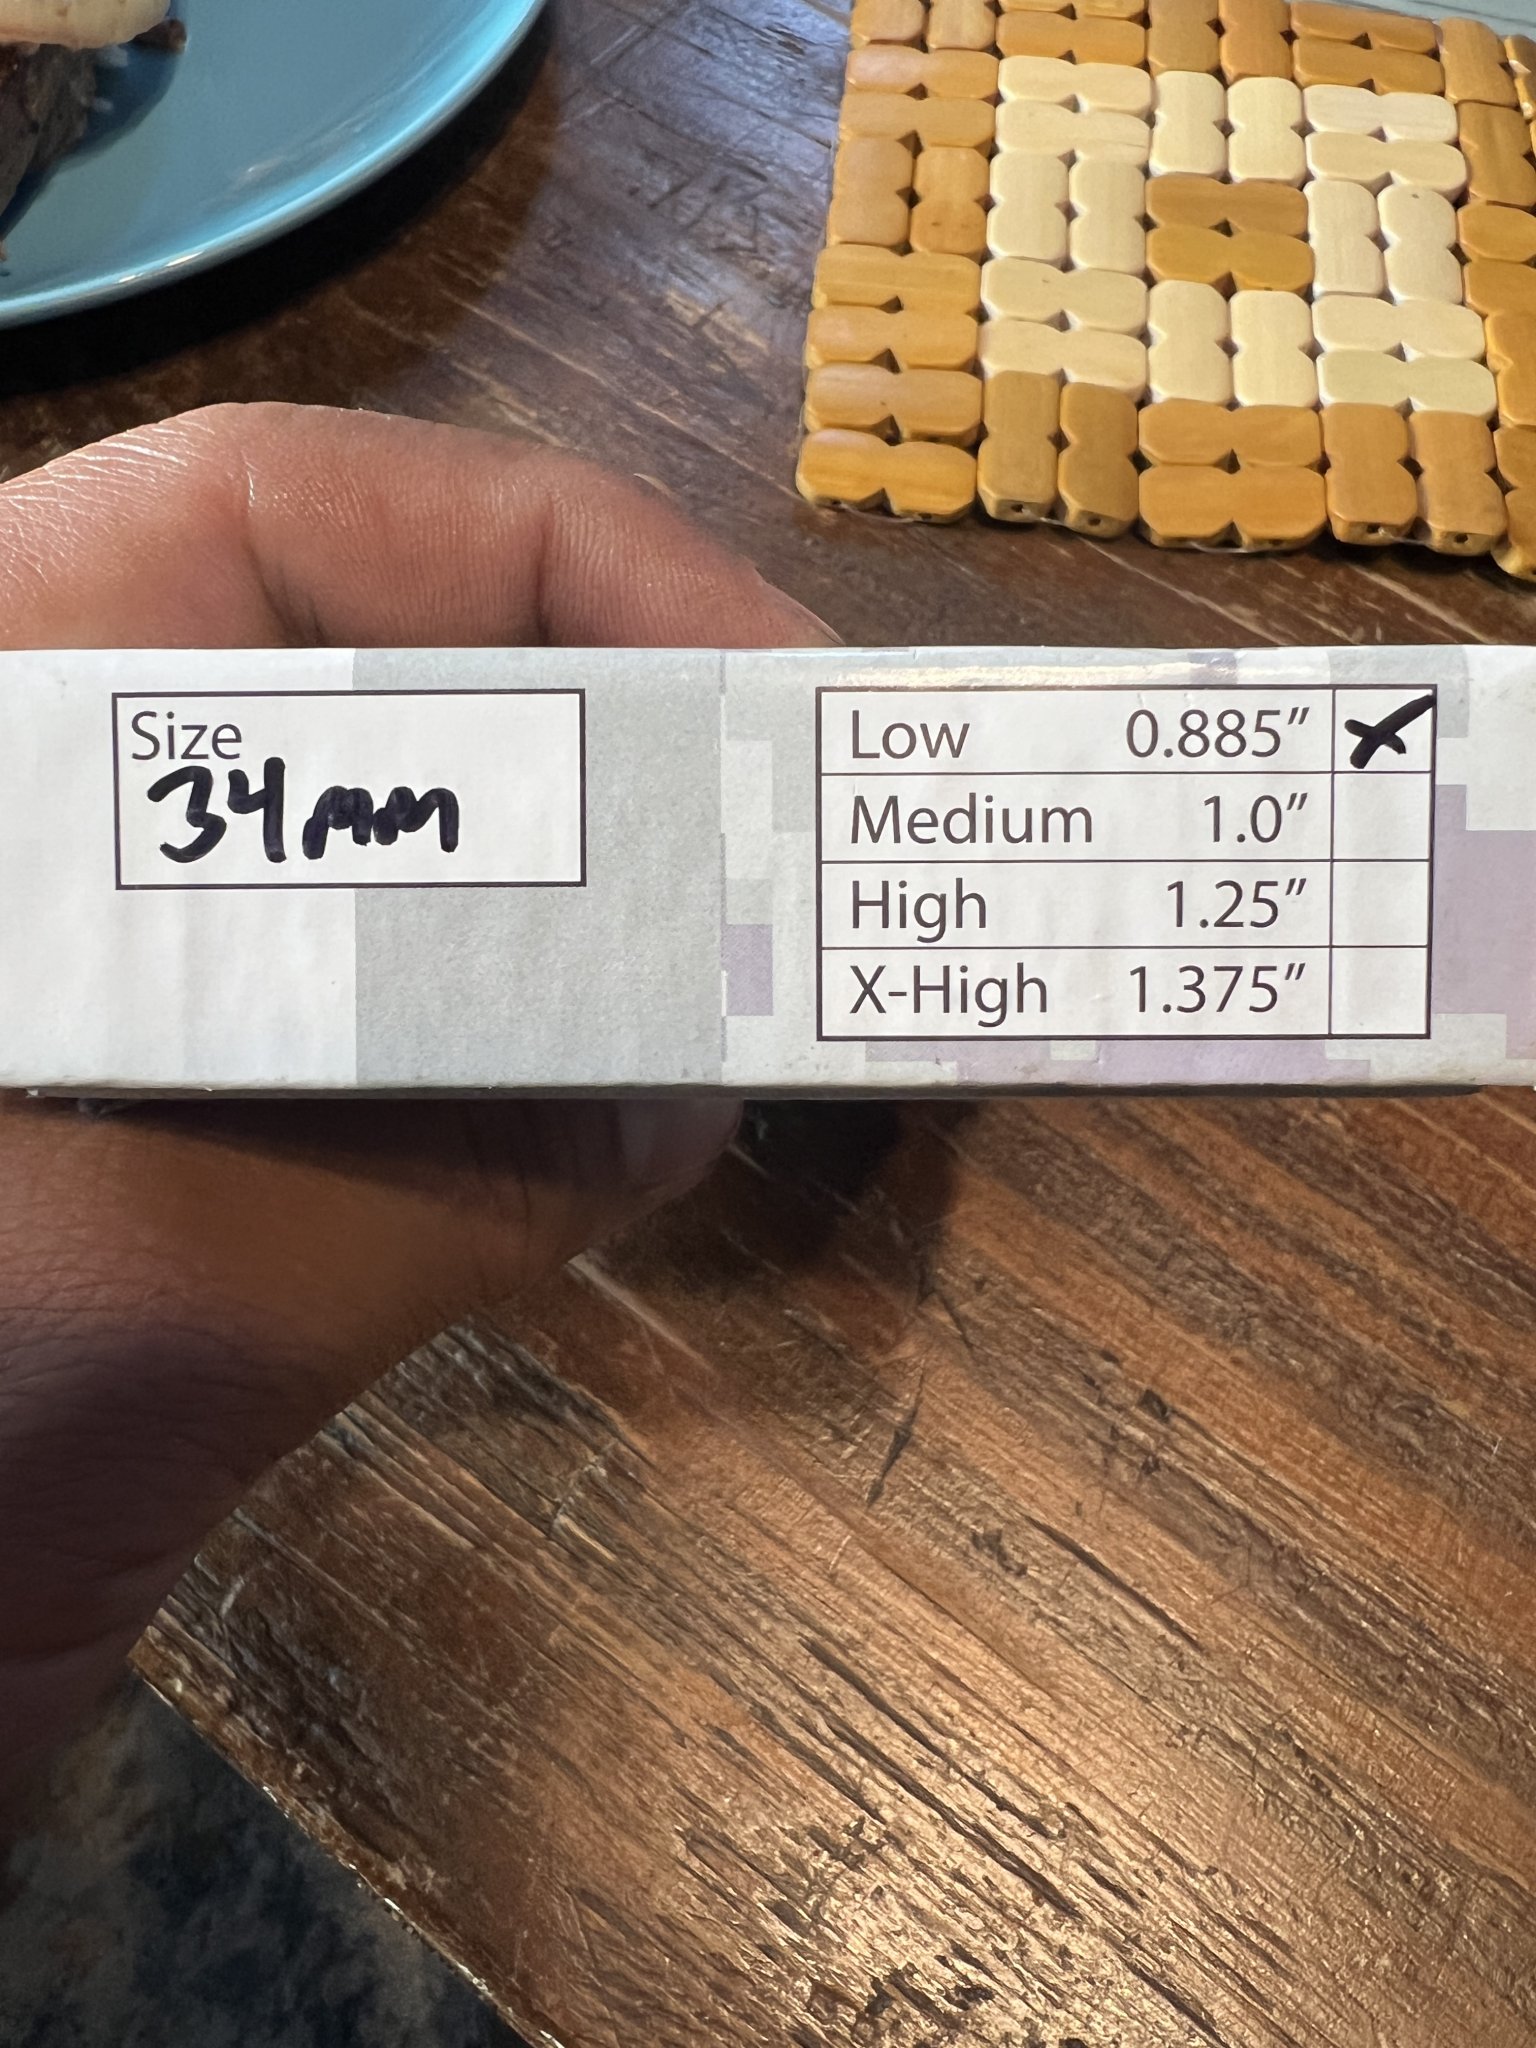 Size
34mm
Low 0.885"
Medium 1.0"
High 1.25"
X-High 1.375"